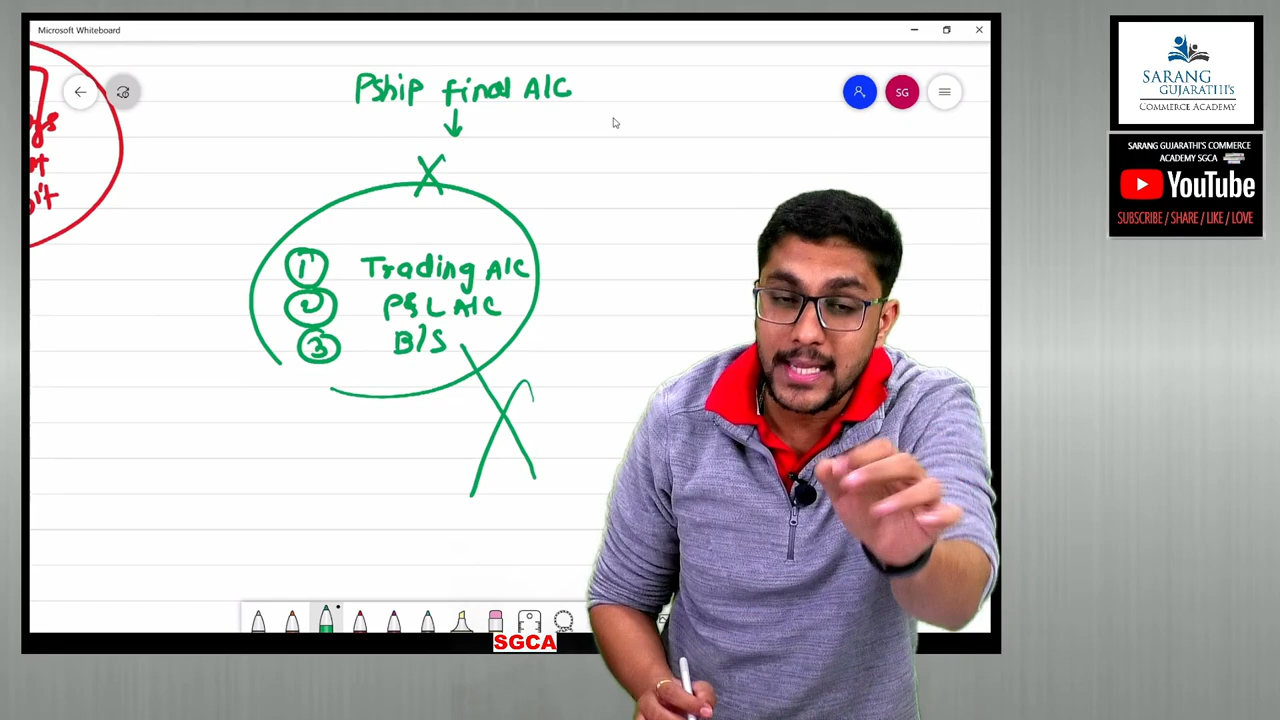 Microsoft Whiteboard
Pship final A/C
X
1 Trading A/C
2 P&L A/C
3 B/S
SG
SGCA
SARANG
GUJARATHI'S
COMMERCE ACADEMY
SARANG GUJARATHI'S COMMERCE
ACADEMY SGCA
YouTube
SUBSCRIBE / SHARE / LIKE / LOVE